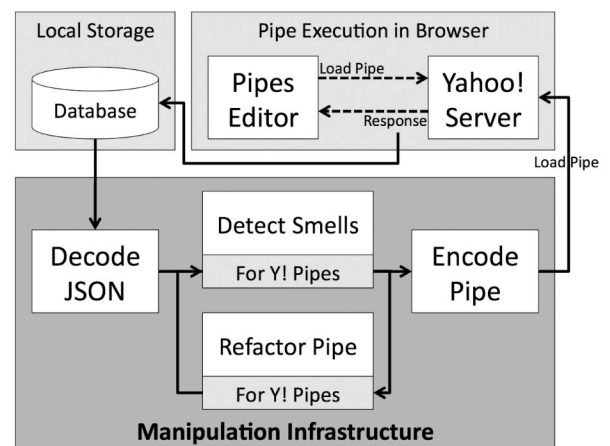 Local Storage
Database
Pipe Execution in Browser
Pipes
Editor
Load Pipe
Response
Yahoo!
Server
Load Pipe
Decode
JSON
Detect Smells
For Y! Pipes
Refactor Pipe
For Y! Pipes
Encode
Pipe
Manipulation Infrastructure